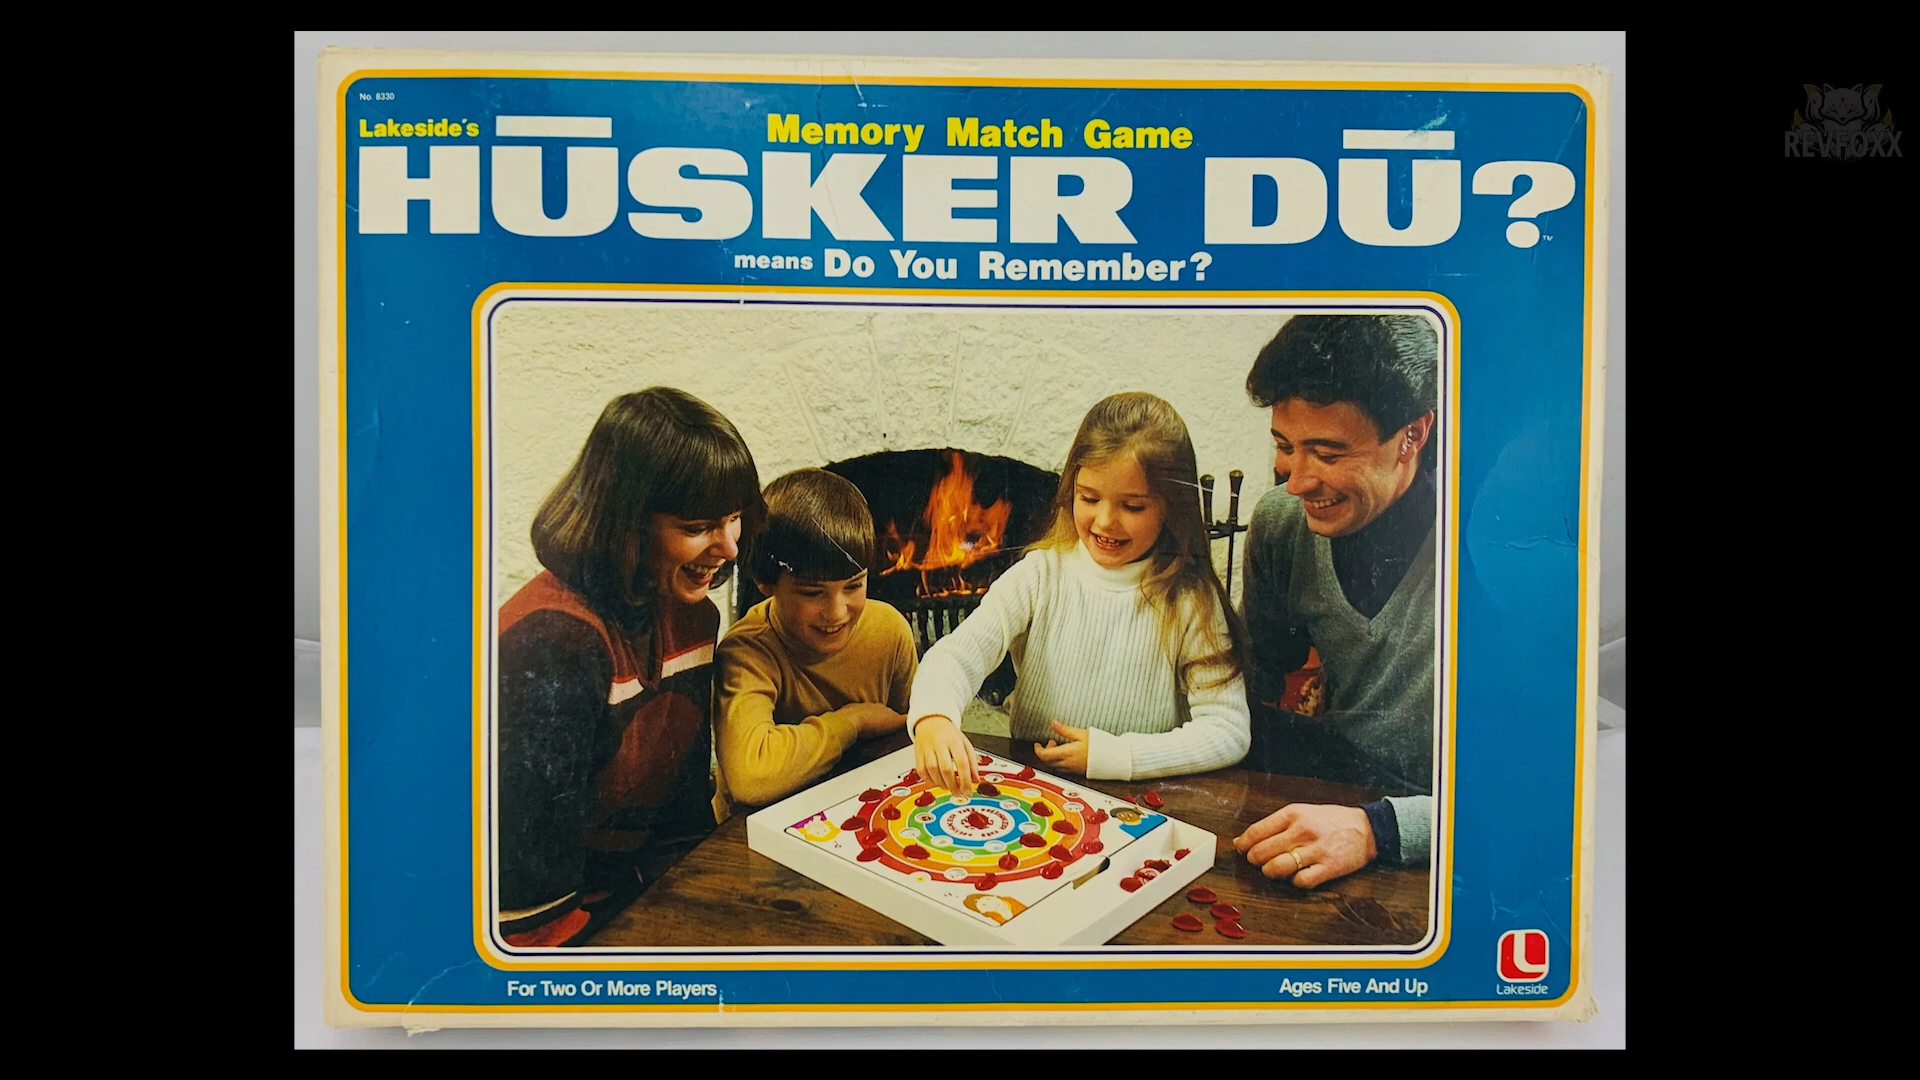 No. 8330
Lakeside's
Memory Match Game
HŪSKER DŪ?™
means Do You Remember?
For Two Or More Players
Ages Five And Up
Lakeside
REVFOXX